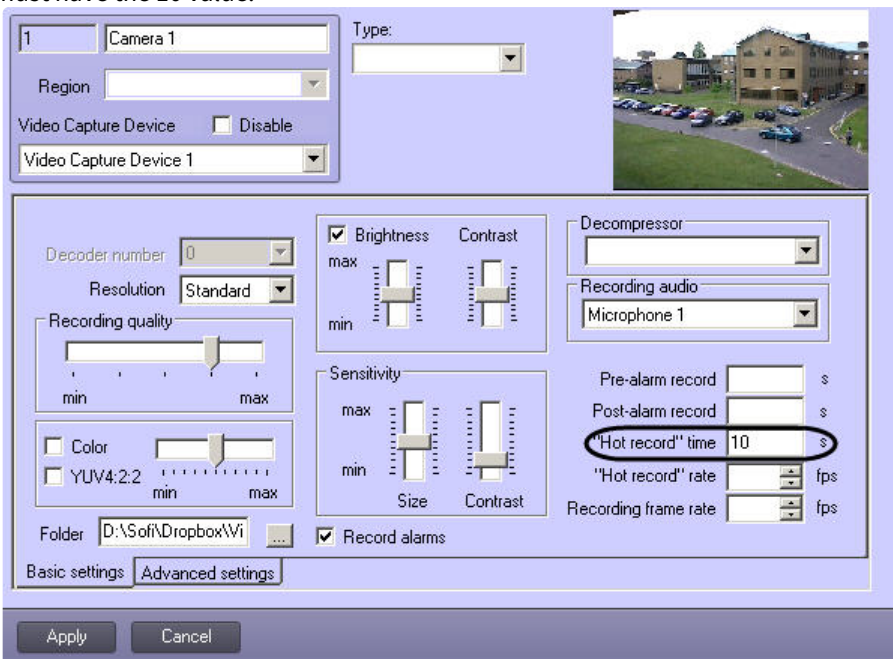 1 Camera 1
Type:
Region
Video Capture Device Disable
Video Capture Device 1
Decoder number 0
Resolution Standard
Recording quality
min max
Color
YUV4:2:2
min max
Folder D:\Sofi\Dropbox\Vi ...
Brightness Contrast
max
min
Sensitivity
max
min
Size Contrast
Record alarms
Decompressor
Recording audio
Microphone 1
Pre-alarm record s
Post-alarm record s
"Hot record" time 10 s
"Hot record" rate fps
Recording frame rate fps
Basic settings Advanced settings
Apply Cancel